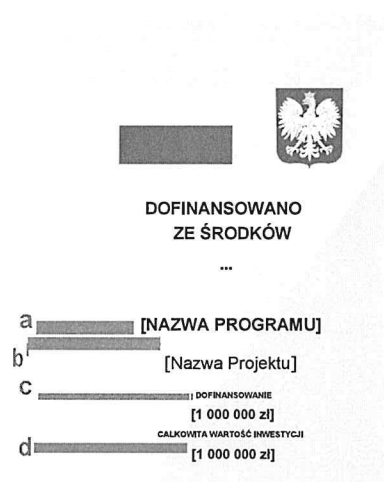 DOFINANSOWANO
ZE ŚRODKÓW
...
a [NAZWA PROGRAMU]
b [Nazwa Projektu]
c DOFINANSOWANIE
[1 000 000 zł]
CAŁKOWITA WARTOŚĆ INWESTYCJI
d [1 000 000 zł]